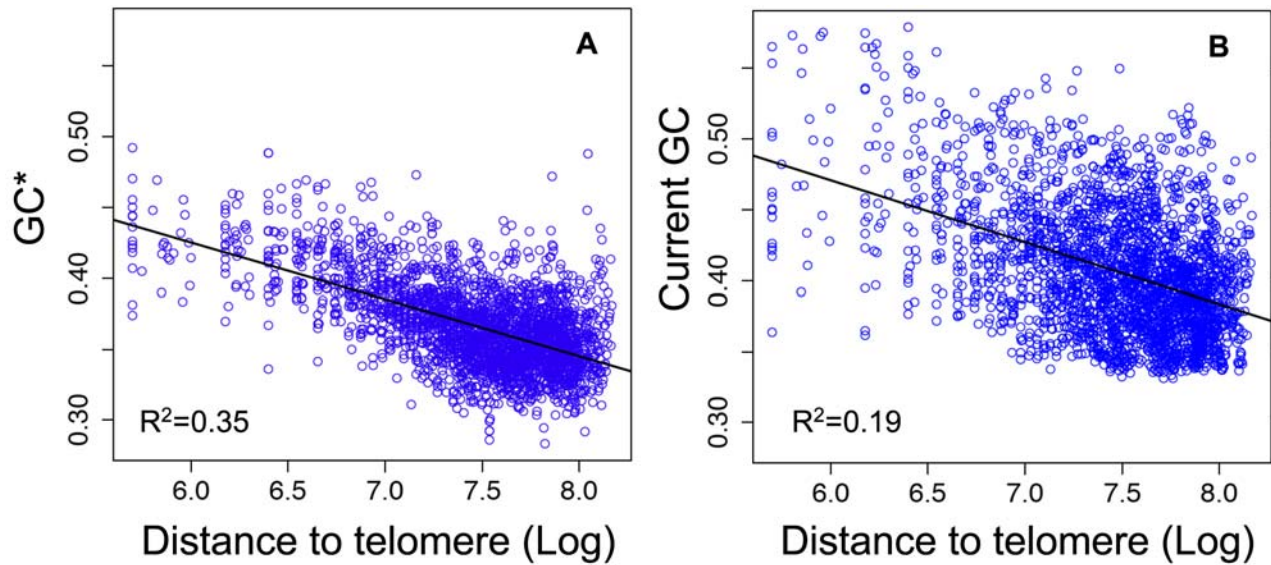 A
GC*
0.50
0.40
0.30
R²=0.35
6.0 6.5 7.0 7.5 8.0
Distance to telomere (Log)
B
Current GC
0.50
0.40
0.30
R²=0.19
6.0 6.5 7.0 7.5 8.0
Distance to telomere (Log)